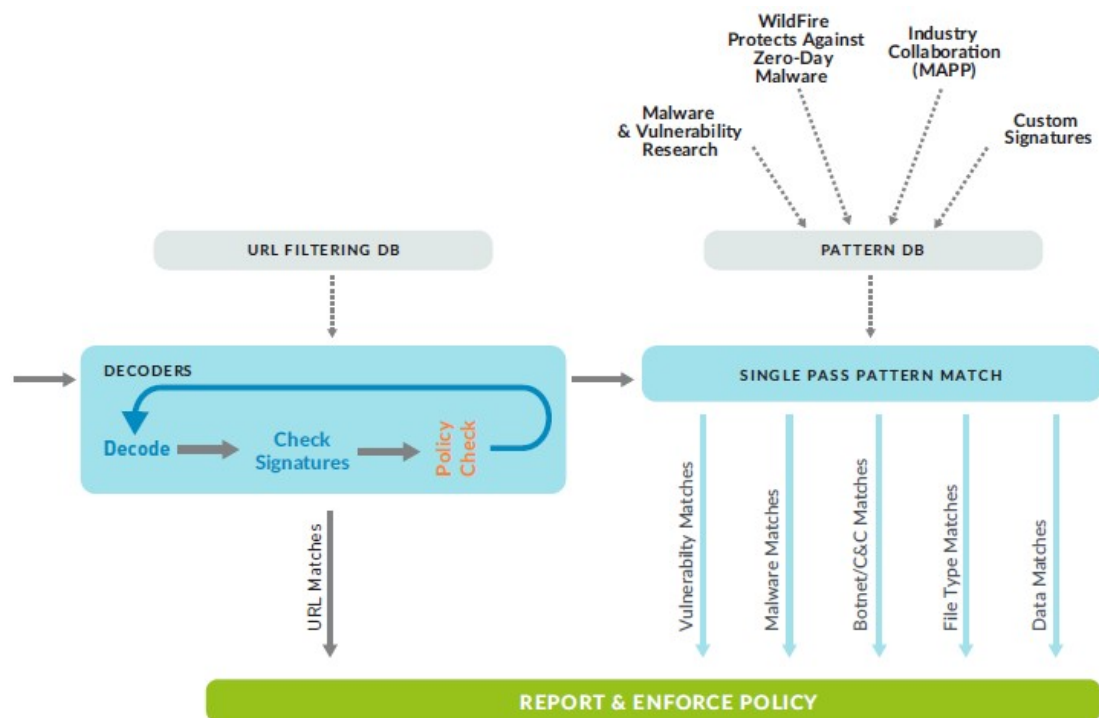 WildFire
Protects Against
Zero-Day
Malware
Industry
Collaboration
(MAPP)
Malware
& Vulnerability
Research
Custom
Signatures
URL FILTERING DB
PATTERN DB
DECODERS
Decode
Check
Signatures
Policy
Check
SINGLE PASS PATTERN MATCH
URL Matches
Vulnerability Matches
Malware Matches
Botnet/C&C Matches
File Type Matches
Data Matches
REPORT & ENFORCE POLICY